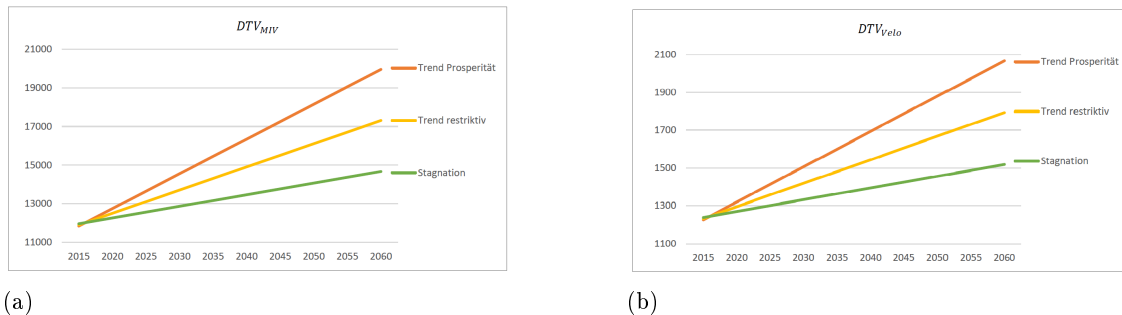 DTV_MIV
21000
19000
17000
15000
13000
11000
2015 2020 2025 2030 2035 2040 2045 2050 2055 2060
Trend Prosperität
Trend restriktiv
Stagnation
(a)
DTV_Velo
2100
1900
1700
1500
1300
1100
2015 2020 2025 2030 2035 2040 2045 2050 2055 2060
Trend Prosperität
Trend restriktiv
Stagnation
(b)